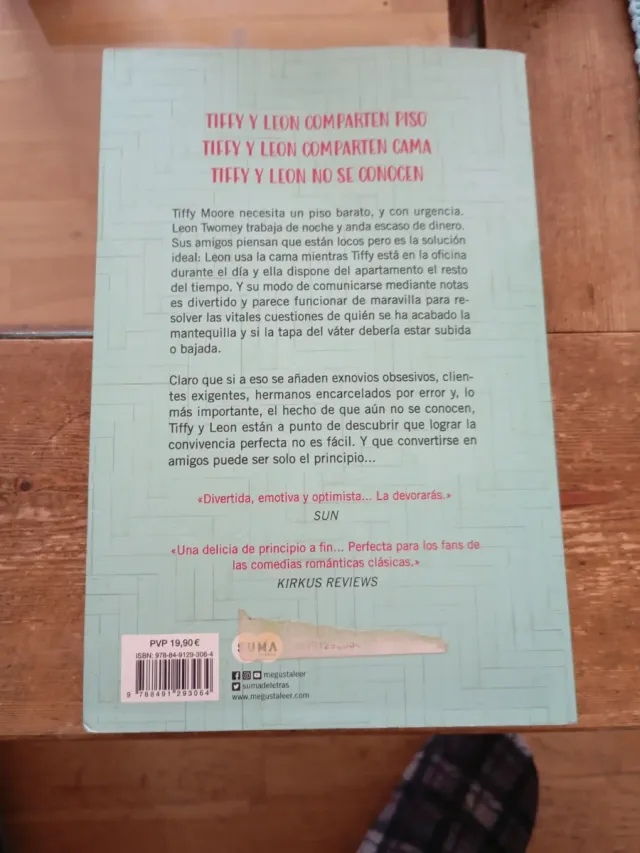 TIFFY Y LEON COMPARTEN PISO
TIFFY Y LEON COMPARTEN CAMA
TIFFY Y LEON NO SE CONOCEN
Tiffy Moore necesita un piso barato, y con urgencia.
Leon Twomey trabaja de noche y anda escaso de dinero.
Sus amigos piensan que están locos pero es la solución
ideal: Leon usa la cama mientras Tiffy está en la oficina
durante el día y ella dispone del apartamento el resto
del tiempo. Y su modo de comunicarse mediante notas
es divertido y parece funcionar de maravilla para re-
solver las vitales cuestiones de quién se ha acabado la
mantequilla y si la tapa del váter debería estar subida
o bajada.
Claro que si a eso se añaden exnovios obsesivos, clien-
tes exigentes, hermanos encarcelados por error y, lo
más importante, el hecho de que aún no se conocen,
Tiffy y Leon están a punto de descubrir que lograr la
convivencia perfecta no es fácil. Y que convertirse en
amigos puede ser solo el principio...
«Divertida, emotiva y optimista... La devorarás.»
SUN
«Una delicia de principio a fin... Perfecta para los fans de
las comedias románticas clásicas.»
KIRKUS REVIEWS
PVP 19,90 €
ISBN: 978-84-9129-306-4
9 788491 293064
SUMA
megustaleer
sumadeletras
www.megustaleer.com